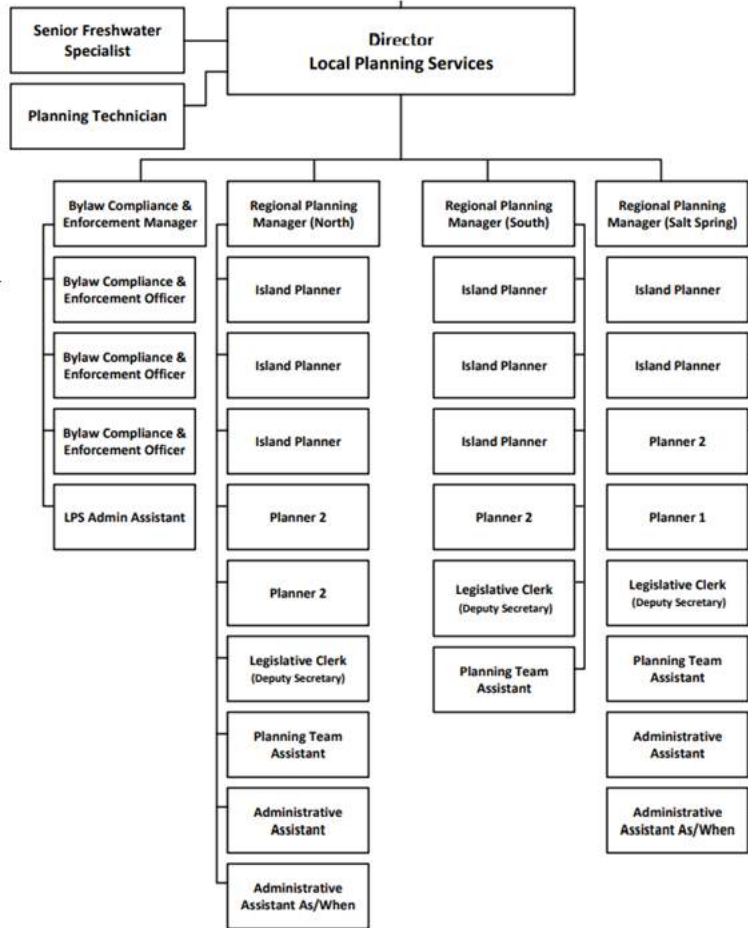 Senior Freshwater
Specialist
Director
Local Planning Services
Planning Technician
Bylaw Compliance &
Enforcement Manager
Bylaw Compliance &
Enforcement Officer
Bylaw Compliance &
Enforcement Officer
Bylaw Compliance &
Enforcement Officer
LPS Admin Assistant
Regional Planning
Manager (North)
Island Planner
Island Planner
Island Planner
Planner 2
Planner 2
Legislative Clerk
(Deputy Secretary)
Planning Team
Assistant
Administrative
Assistant
Administrative
Assistant As/When
Regional Planning
Manager (South)
Island Planner
Island Planner
Island Planner
Planner 2
Legislative Clerk
(Deputy Secretary)
Planning Team
Assistant
Regional Planning
Manager (Salt Spring)
Island Planner
Island Planner
Planner 2
Planner 1
Legislative Clerk
(Deputy Secretary)
Planning Team
Assistant
Administrative
Assistant
Administrative
Assistant As/When